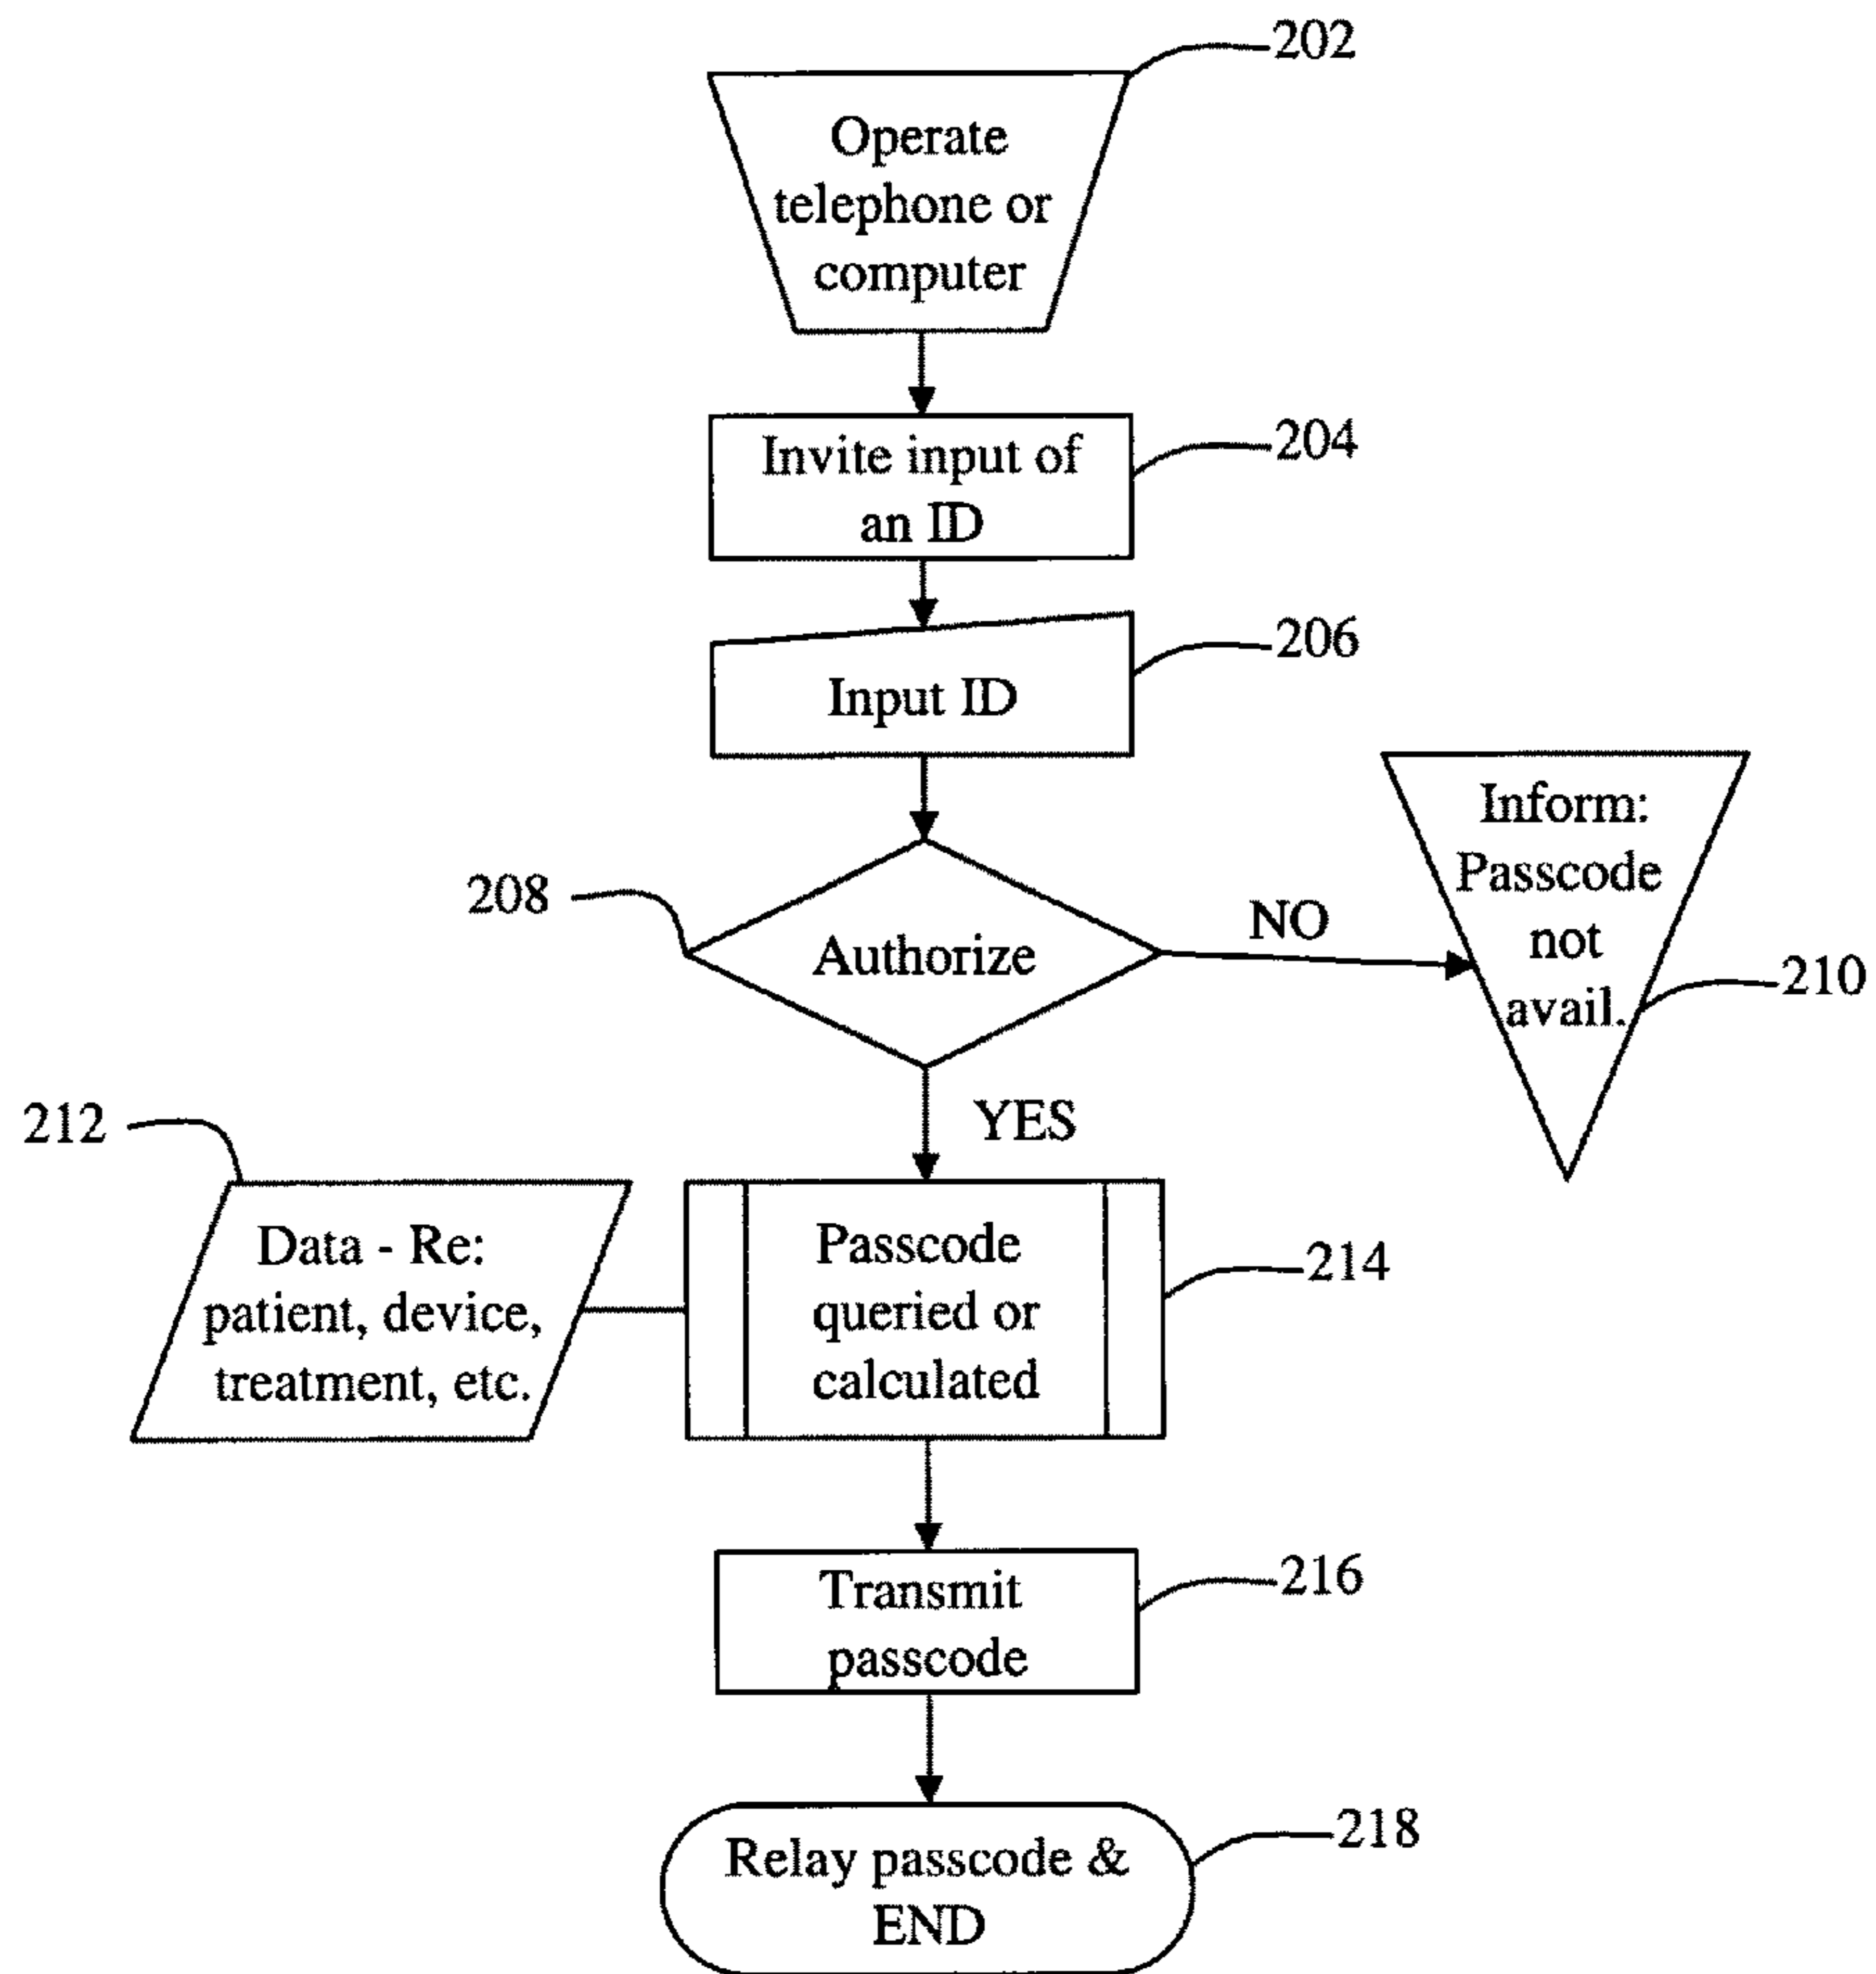 202
Operate
telephone or
computer
Invite input of
an ID
204
Input ID
206
208
Authorize
NO
Inform:
Passcode
not
avail.
210
YES
212
Data - Re:
patient, device,
treatment, etc.
Passcode
queried or
calculated
214
Transmit
passcode
216
Relay passcode &
END
218